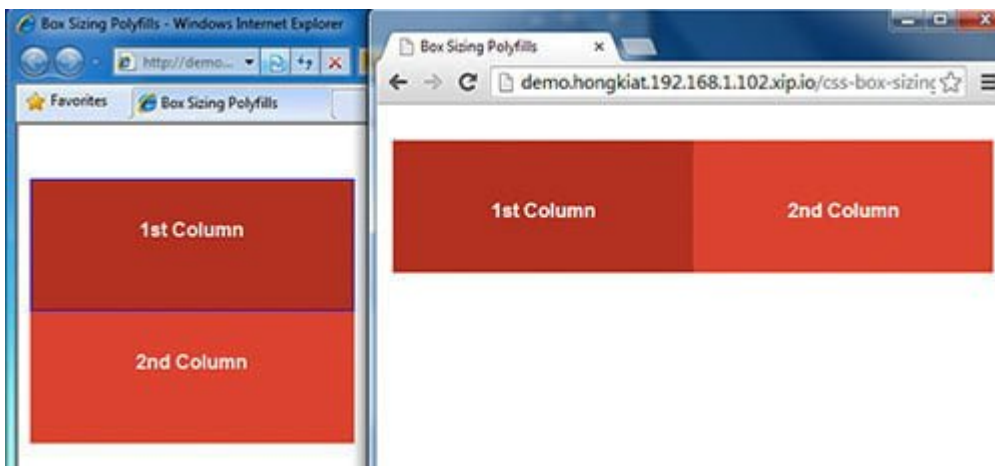 Box Sizing Polyfills - Windows Internet Explorer
http://demo...
Favorites
Box Sizing Polyfills
1st Column
2nd Column
Box Sizing Polyfills
demo.hongkiat.192.168.1.102.xip.io/css-box-sizing
1st Column
2nd Column